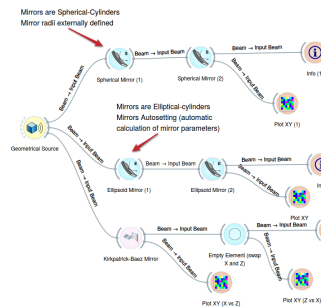 Mirrors are Spherical-Cylinders
Mirror radii externally defined
Beam → Input Beam
Beam → Input Beam
Beam → Input Beam
Spherical Mirror (1)
Spherical Mirror (2)
Info (1
Beam → Input Beam
Mirrors are Elliptical-cylinders
Mirrors Autosetting (automatic
calculation of mirror parameters)
Plot XY (1)
Geometrical Source
Beam → Input Beam
Beam → Input Beam
Beam → Input Beam
Ellipsoid Mirror (1)
Ellipsoid Mirror (2)
Beam → Input Beam
Beam → Input Beam
Plot XY
Beam → Input Beam
Beam → Input Beam
Kirkpatrick-Baez Mirror
Empty Element (swap
X and Z)
Beam → Input Beam
Beam → Input Beam
Plot XY (X vs Z)
Plot XY (Z vs X)